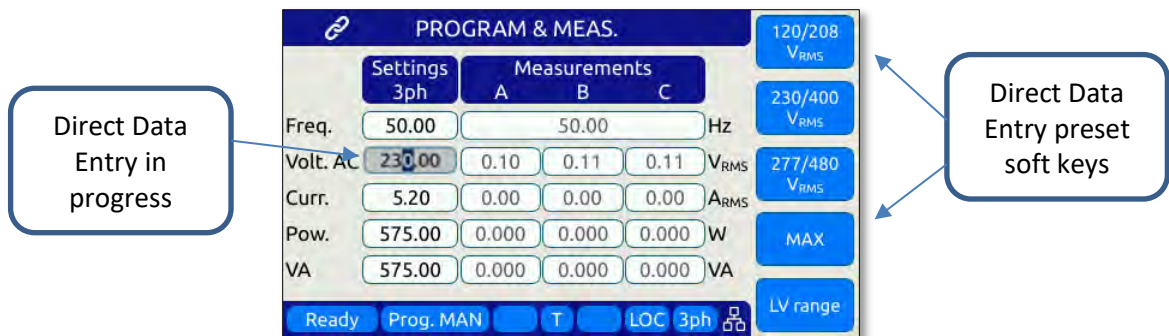 PROGRAM & MEAS.
Settings Measurements
3ph A B C
Freq. 50.00 50.00 Hz
Volt. AC 230.00 0.10 0.11 0.11 VRMS
Curr. 5.20 0.00 0.00 0.00 ARMS
Pow. 575.00 0.000 0.000 0.000 W
VA 575.00 0.000 0.000 0.000 VA
Ready Prog. MAN T LOC 3ph
120/208
VRMS
230/400
VRMS
277/480
VRMS
MAX
LV range
Direct Data
Entry in
progress
Direct Data
Entry preset
soft keys